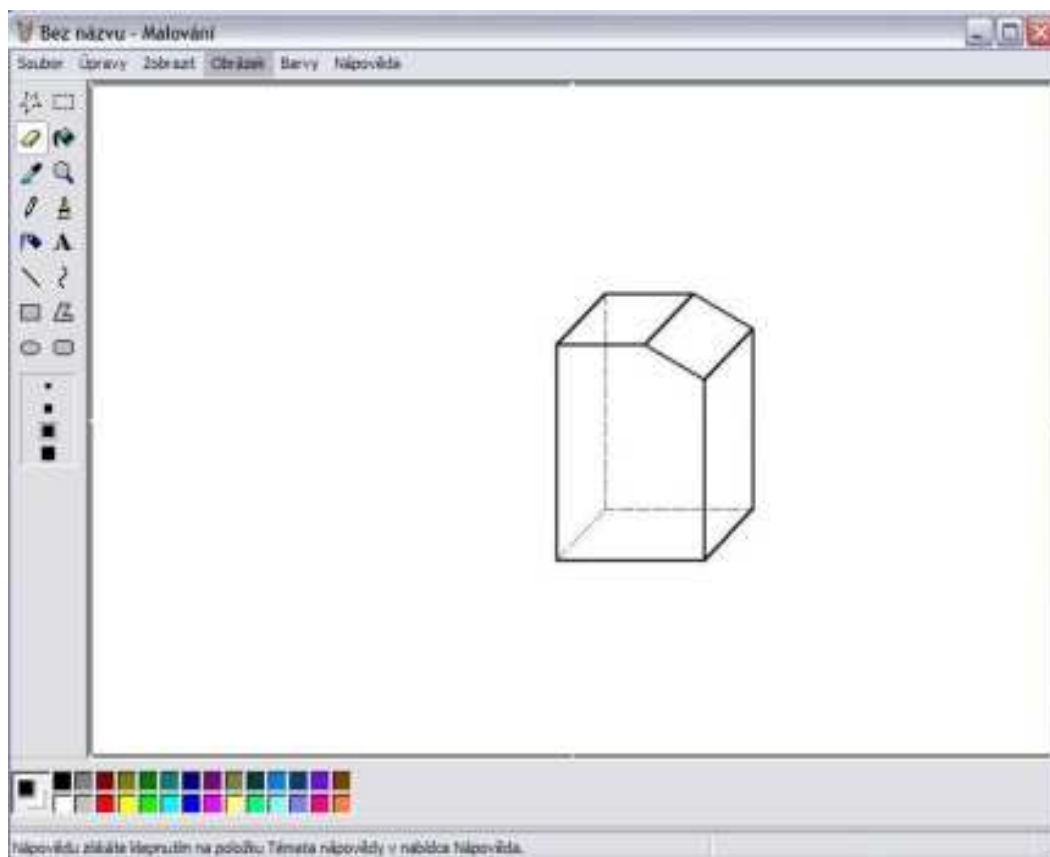 Bez názvu - Malování
Soubor Úpravy Zobrazit Obrázek Barvy Nápověda
A
Nápovědu získáte klepnutím na položku Témata nápovědy v nabídce Nápověda.